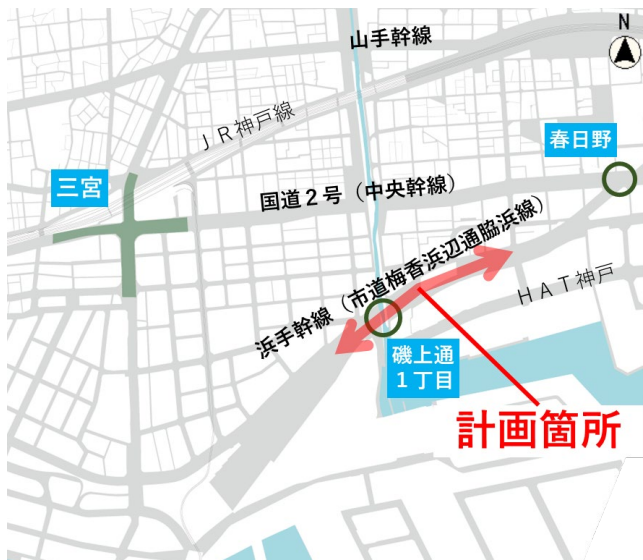 山手幹線
N
JR神戸線
春日野
三宮
国道2号（中央幹線）
浜手幹線（市道梅香浜辺通脇浜線）
HAT神戸
磯上通
1丁目
計画箇所